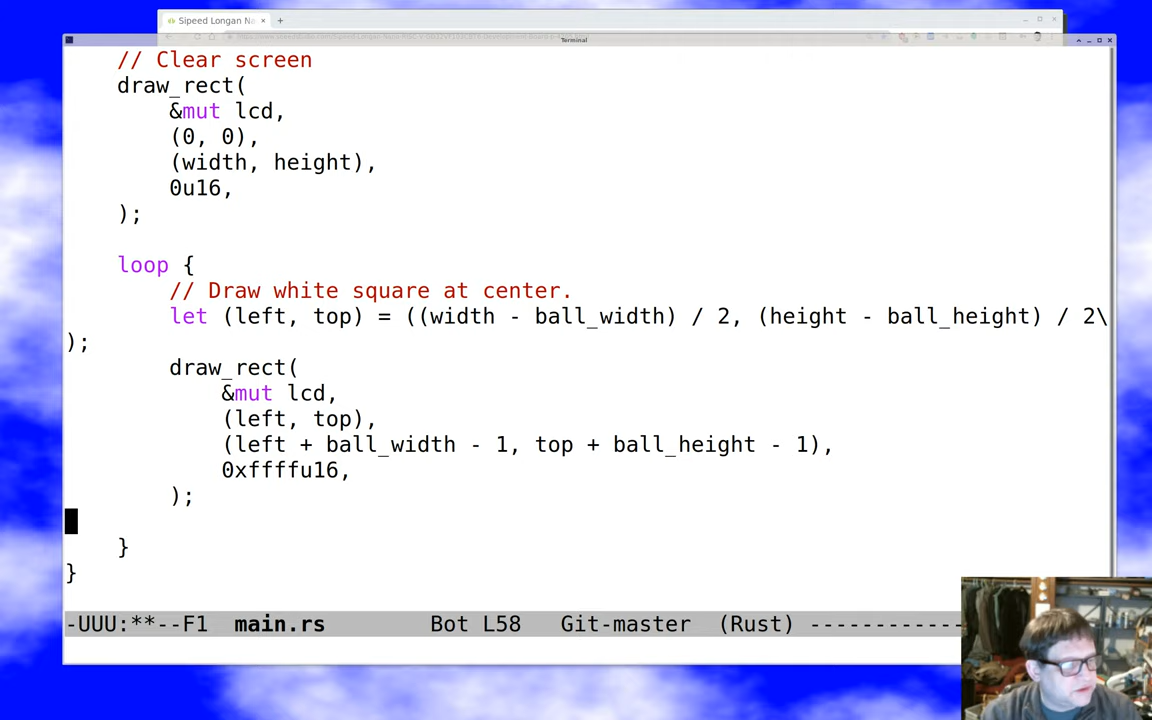 Sipeed Longan N
Terminal
// Clear screen
draw_rect(
&mut lcd,
(0, 0),
(width, height),
0u16,
);
loop {
// Draw white square at center.
let (left, top) = ((width - ball_width) / 2, (height - ball_height) / 2\
);
draw_rect(
&mut lcd,
(left, top),
(left + ball_width - 1, top + ball_height - 1),
0xffffu16,
);
}
}
-UUU:**--F1 main.rs Bot L58 Git-master (Rust) ------------